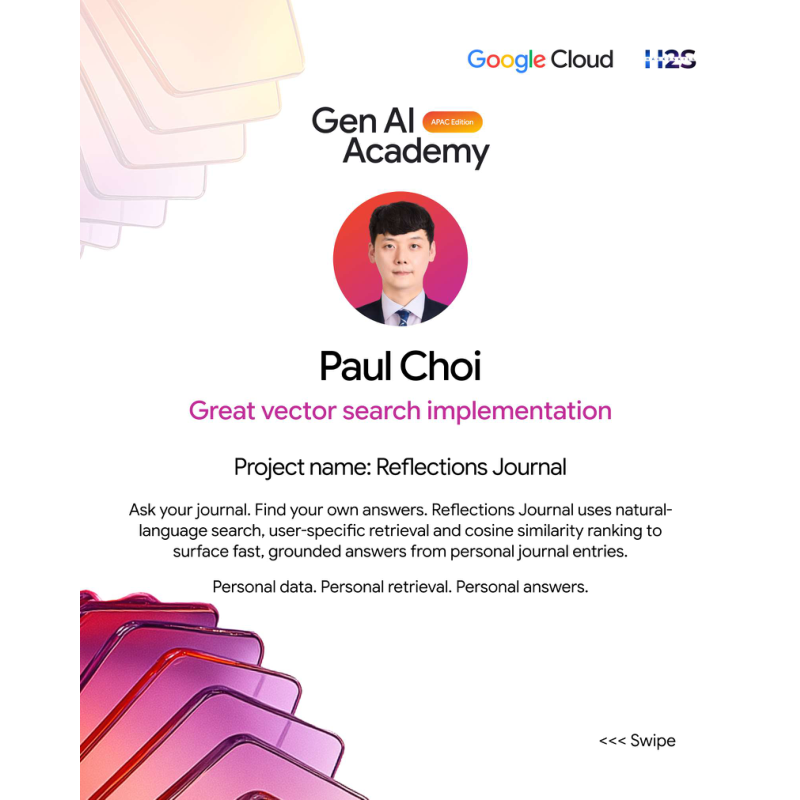 Google Cloud
H2S
Gen AI
APAC Edition
Academy
Paul Choi
Great vector search implementation
Project name: Reflections Journal
Ask your journal. Find your own answers. Reflections Journal uses natural-
language search, user-specific retrieval and cosine similarity ranking to
surface fast, grounded answers from personal journal entries.
Personal data. Personal retrieval. Personal answers.
<<< Swipe